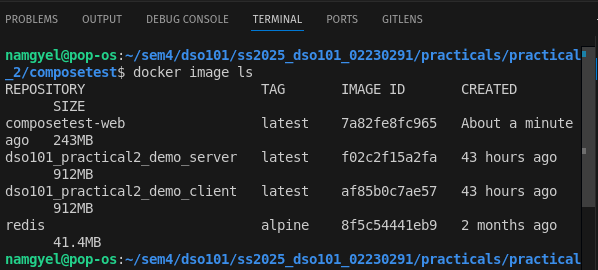 PROBLEMS OUTPUT DEBUG CONSOLE TERMINAL PORTS GITLENS
namgyel@pop-os:~/sem4/dso101/ss2025_dso101_02230291/practicals/practical
_2/composetest$ docker image ls
REPOSITORY TAG IMAGE ID CREATED
SIZE
composetest-web latest 7a82fe8fc965 About a minute
ago 243MB
dso101_practical2_demo_server latest f02c2f15a2fa 43 hours ago
912MB
dso101_practical2_demo_client latest af85b0c7ae57 43 hours ago
912MB
redis alpine 8f5c54441eb9 2 months ago
41.4MB
namgyel@pop-os:~/sem4/dso101/ss2025_dso101_02230291/practicals/practical